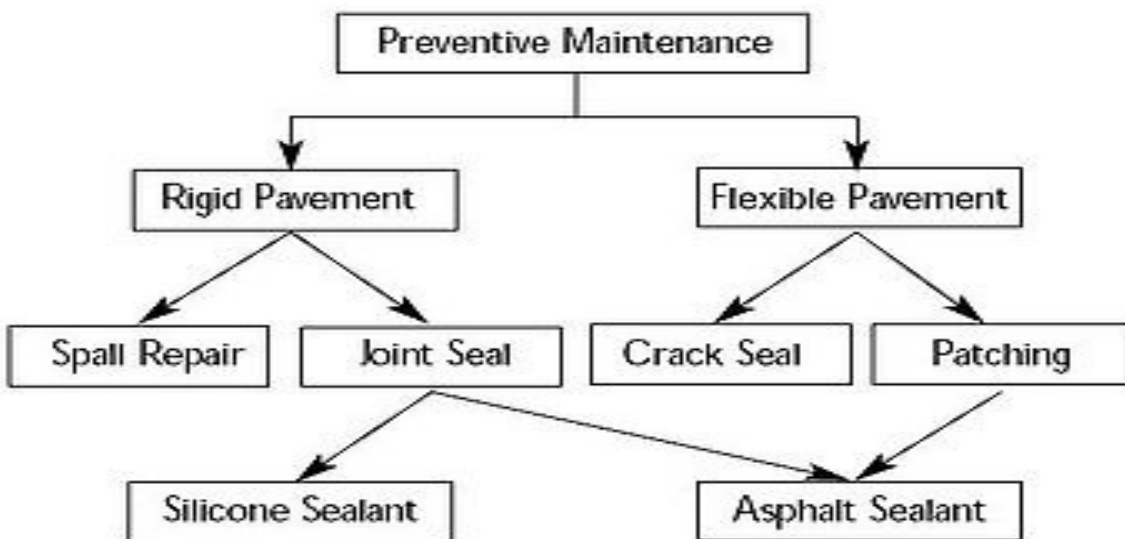 Preventive Maintenance
Rigid Pavement
Flexible Pavement
Spall Repair
Joint Seal
Crack Seal
Patching
Silicone Sealant
Asphalt Sealant